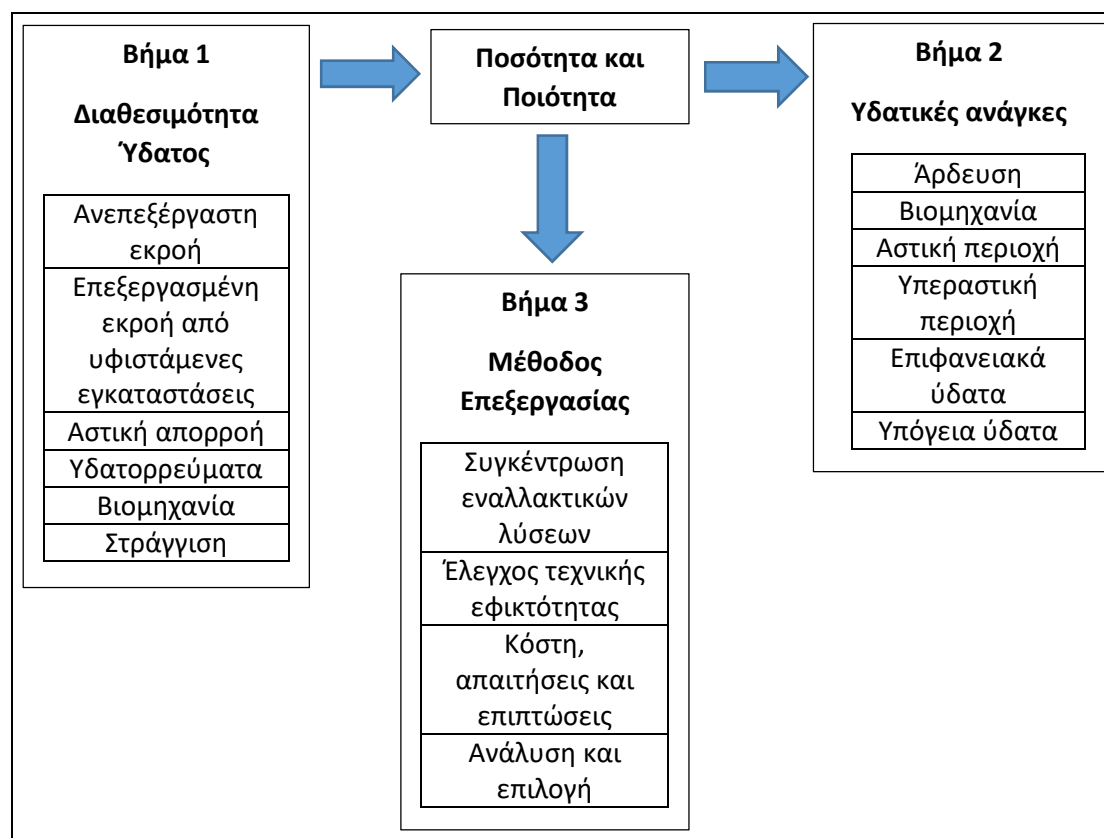 Βήμα 1
Διαθεσιμότητα
Ύδατος
Ανεπεξέργαστη
εκροή
Επεξεργασμένη
εκροή από
υφιστάμενες
εγκαταστάσεις
Αστική απορροή
Υδατορρεύματα
Βιομηχανία
Στράγγιση
Ποσότητα και
Ποιότητα
Βήμα 2
Υδατικές ανάγκες
Άρδευση
Βιομηχανία
Αστική περιοχή
Υπεραστική
περιοχή
Επιφανειακά
ύδατα
Υπόγεια ύδατα
Βήμα 3
Μέθοδος
Επεξεργασίας
Συγκέντρωση
εναλλακτικών
λύσεων
Έλεγχος τεχνικής
εφικτότητας
Κόστη,
απαιτήσεις και
επιπτώσεις
Ανάλυση και
επιλογή